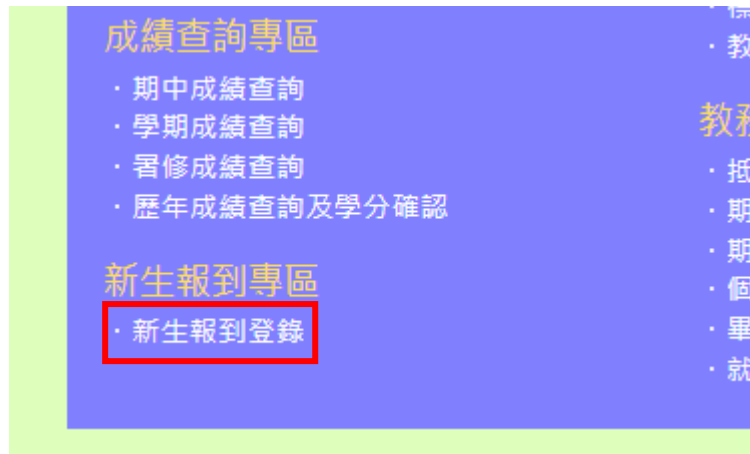 成績查詢專區
・期中成績查詢
・學期成績查詢
・署修成績查詢
・歷年成績查詢及學分確認
新生報到專區
・新生報到登錄
・教
教務
・抵
・期
・期
・個
・畢
・就